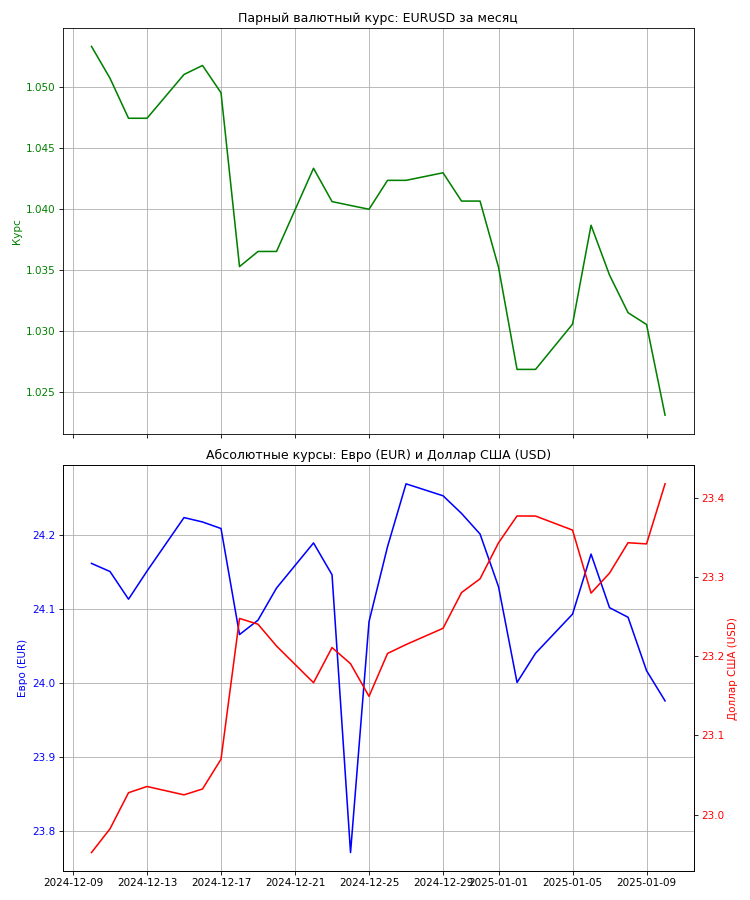 Парный валютный курс: EURUSD за месяц
1.050
1.045
1.040
1.035
1.030
1.025
Курс
Абсолютные курсы: Евро (EUR) и Доллар США (USD)
24.2
24.1
24.0
23.9
23.8
Евро (EUR)
23.4
23.3
23.2
23.1
23.0
Доллар США (USD)
2024-12-09 2024-12-13 2024-12-17 2024-12-21 2024-12-25 2024-12-29 2025-01-01 2025-01-05 2025-01-09